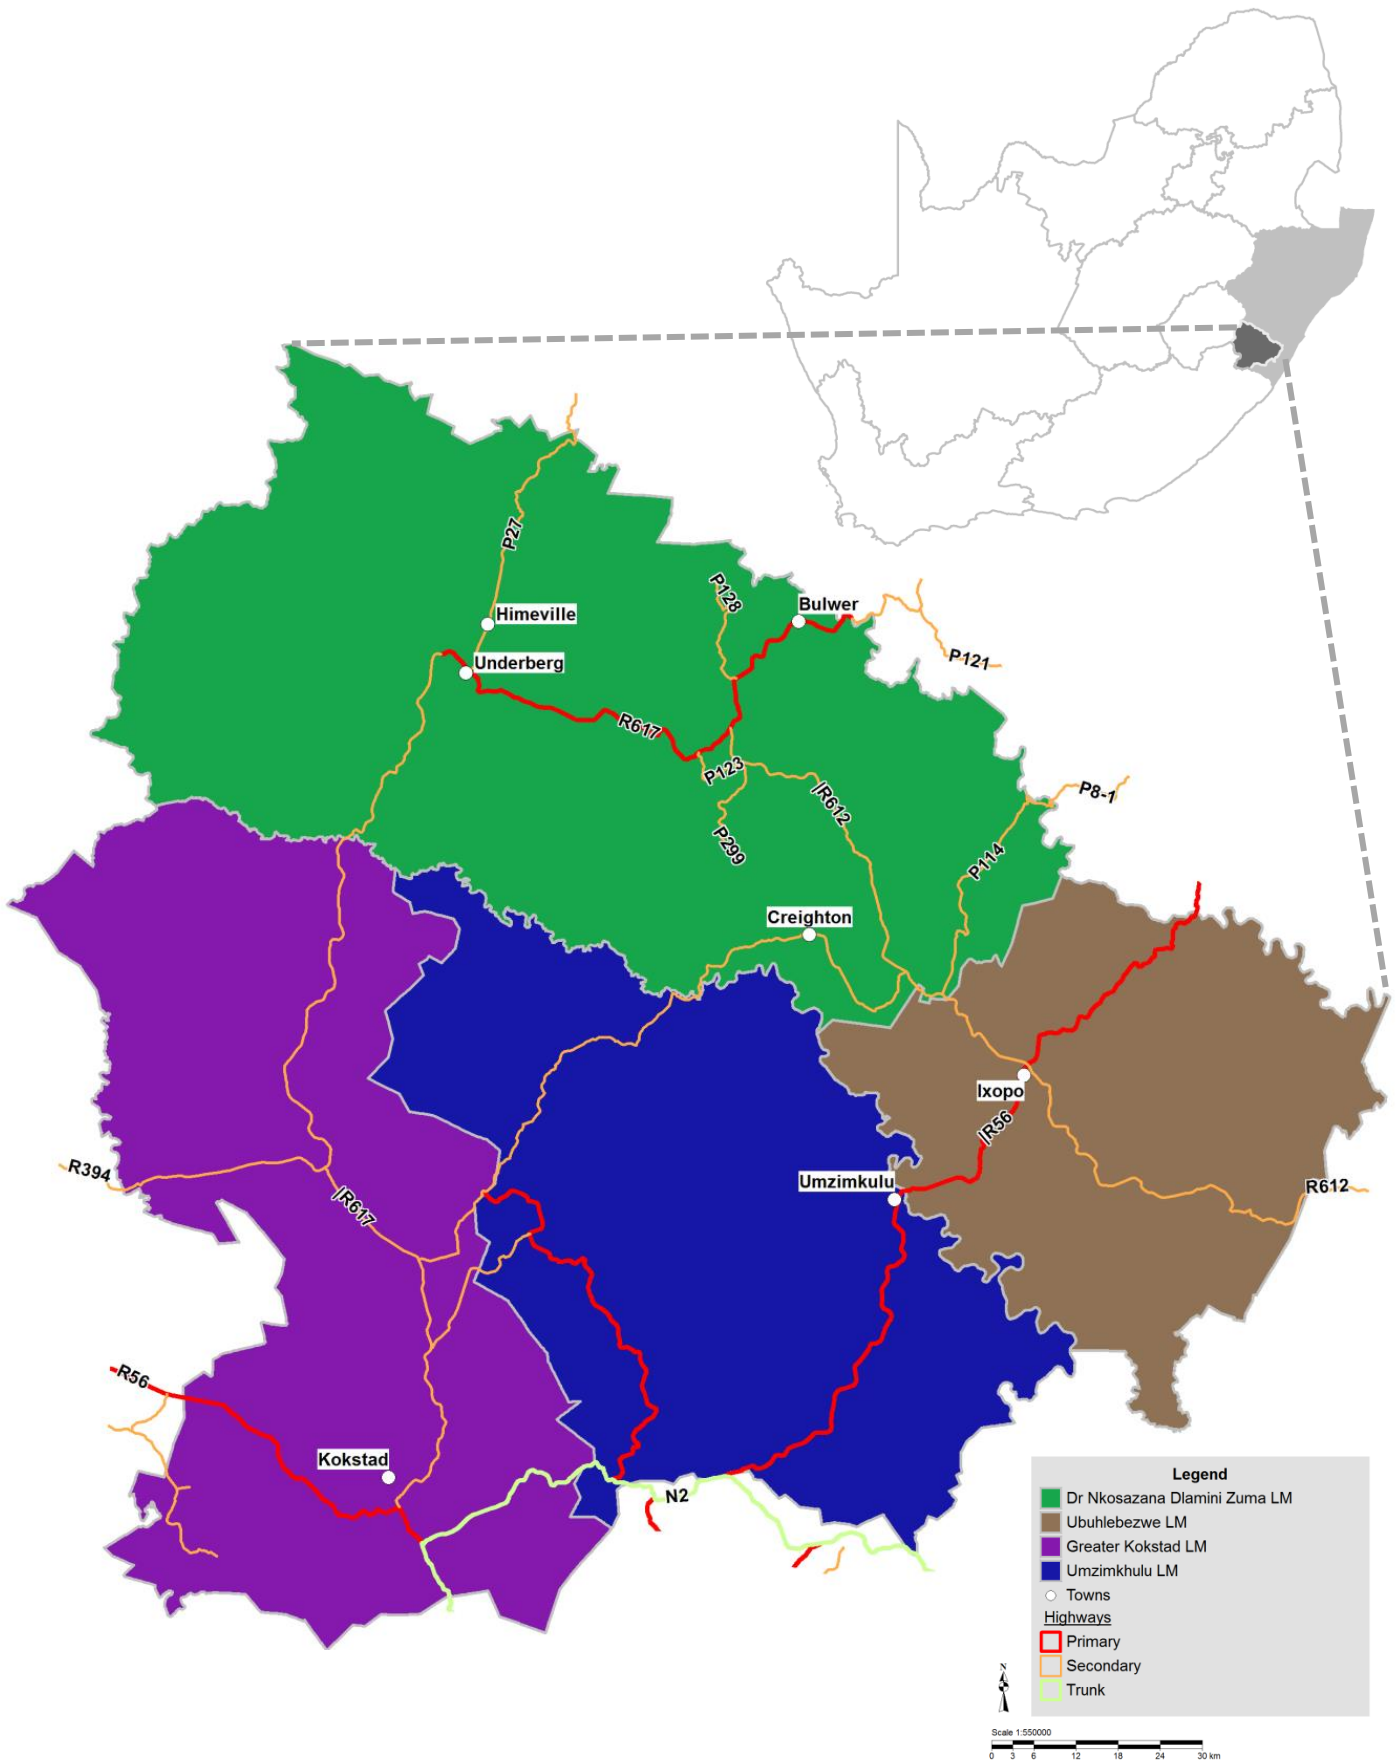 P27
P128
Bulwer
Himeville
P121
Underberg
R617
P123
P8-1
|R612
P299
P114
Creighton
Ixopo
|R56
R394
Umzimkulu
R612
|R617
R56
Kokstad
N2
Legend
Dr Nkosazana Dlamini Zuma LM
Ubuhlebezwe LM
Greater Kokstad LM
Umzimkhulu LM
Towns
Highways
Primary
Secondary
Trunk
N
Scale 1:550000
0 3 6 12 18 24 30 km